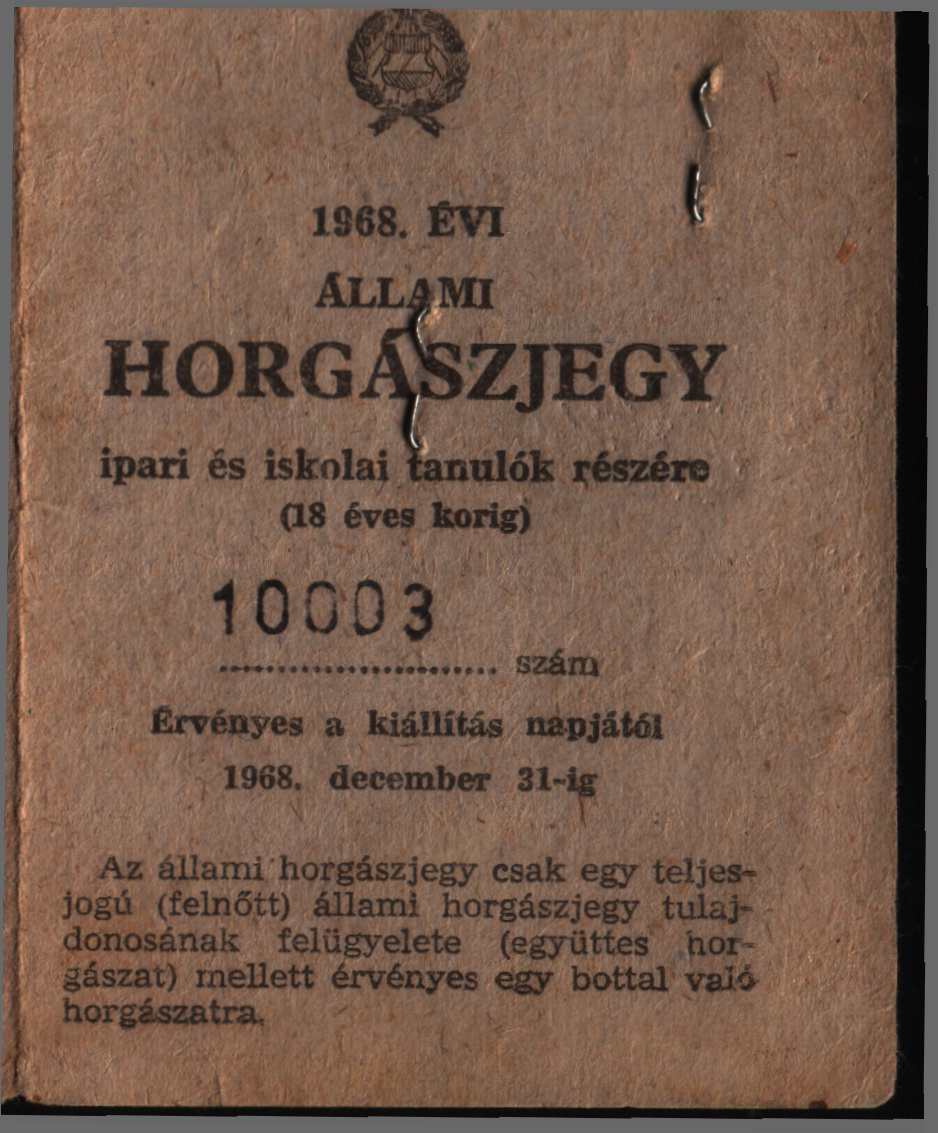 1968. ÉVI
ÁLLAMI
HORGÁSZJEGY
ipari és iskolai tanulók részére
(18 éves korig)
10003
........................ szám
Érvényes a kiállítás napjától
1968. december 31-ig
Az állami horgászjegy csak egy teljes-
jogú (felnőtt) állami horgászjegy tulaj-
donosának felügyelete (együttes hor-
gászat) mellett érvényes egy bottal való
horgászatra.